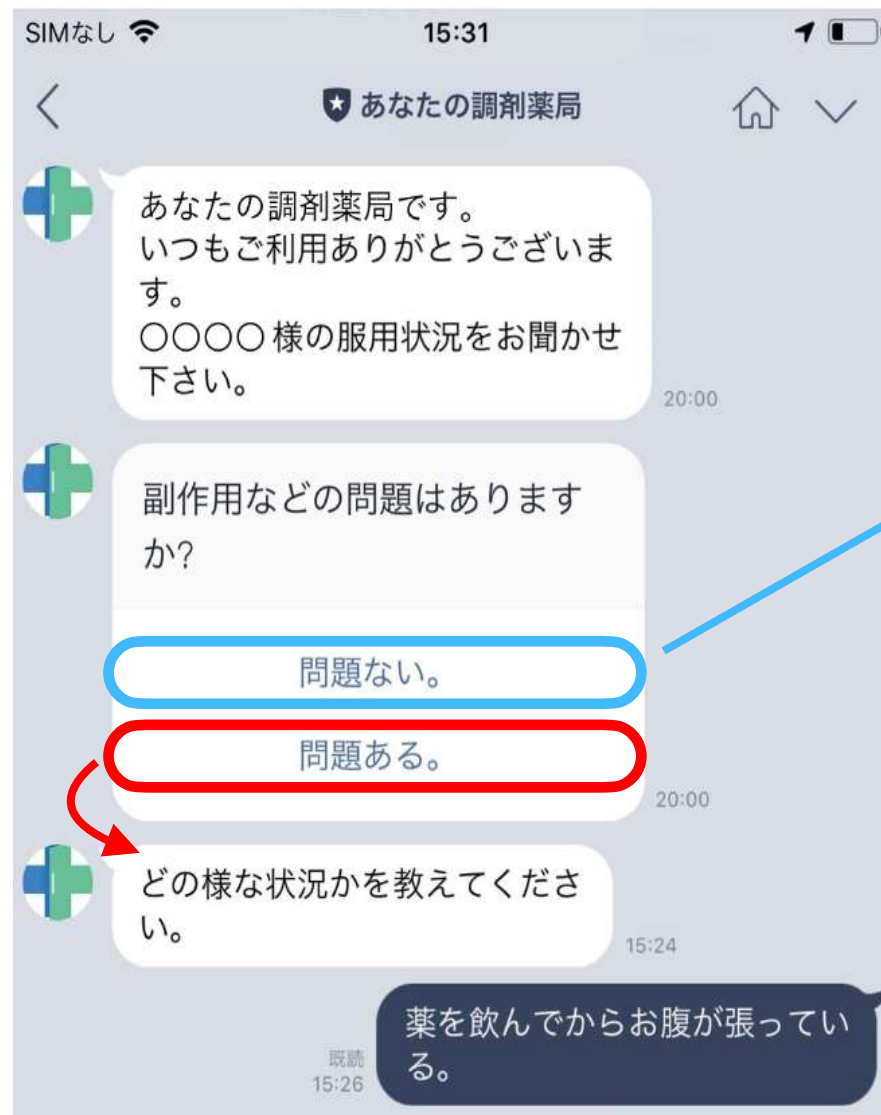 SIMなし 15:31
あなたの調剤薬局
あなたの調剤薬局です。
いつもご利用ありがとうございま
す。
〇〇〇〇 様の服用状況をお聞かせ
下さい。
20:00
副作用などの問題はあります
か?
問題ない。
問題ある。
20:00
どの様な状況かを教えてくださ
い。
15:24
薬を飲んでからお腹が張ってい
る。
既読
15:26